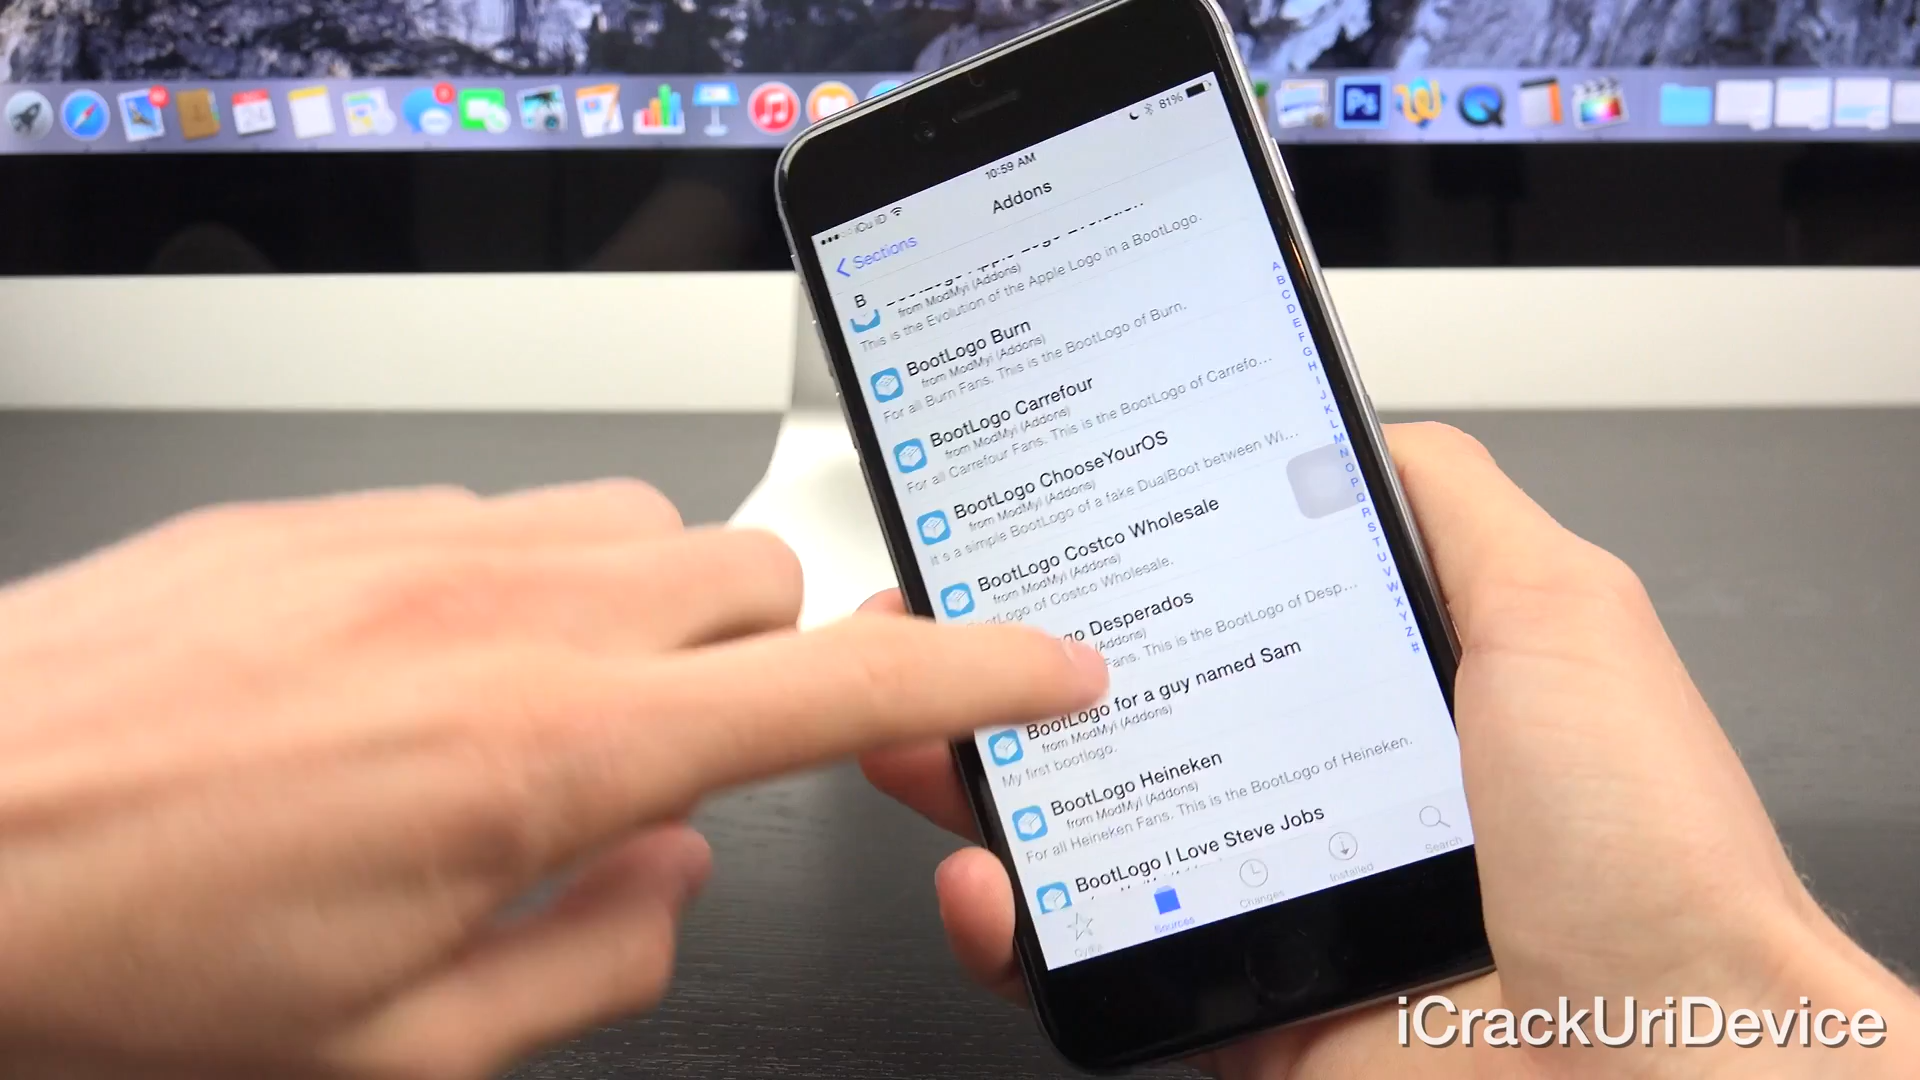 Ps
iCu iD
10:59 AM
81%
Sections
Addons
B
from ModMyi (Addons)
This is the Evolution of the Apple Logo in a BootLogo.
BootLogo Burn
from ModMyi (Addons)
For all Burn Fans. This is the BootLogo of Burn.
BootLogo Carrefour
from ModMyi (Addons)
For all Carrefour Fans. This is the BootLogo of Carrefo...
BootLogo ChooseYourOS
from ModMyi (Addons)
It's a simple BootLogo of a fake DualBoot between Wi...
BootLogo Costco Wholesale
from ModMyi (Addons)
BootLogo of Costco Wholesale.
Desperados
(Addons)
Fans. This is the BootLogo of Desp...
BootLogo for a guy named Sam
from ModMyi (Addons)
My first bootlogo.
BootLogo Heineken
from ModMyi (Addons)
For all Heineken Fans. This is the BootLogo of Heineken.
BootLogo I Love Steve Jobs
A
B
C
D
E
F
G
H
I
J
K
L
M
N
O
P
Q
R
S
T
U
V
W
X
Y
Z
#
Cydia
Sources
Changes
Installed
Search
iCrackUriDevice